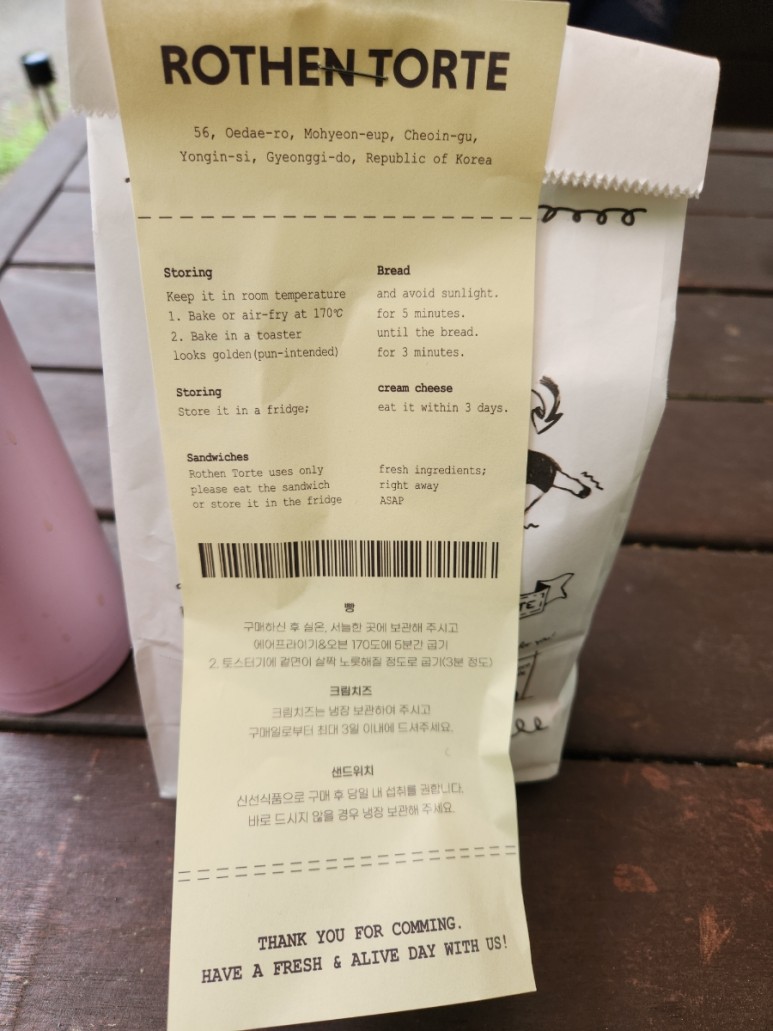 ROTHEN TORTE
56, Oedae-ro, Mohyeon-eup, Cheoin-gu,
Yongin-si, Gyeonggi-do, Republic of Korea
Storing Bread
Keep it in room temperature and avoid sunlight.
1. Bake or air-fry at 170℃ for 5 minutes.
2. Bake in a toaster until the bread.
looks golden(pun-intended) for 3 minutes.
Storing cream cheese
Store it in a fridge; eat it within 3 days.
Sandwiches
Rothen Torte uses only fresh ingredients;
please eat the sandwich right away
or store it in the fridge ASAP
빵
구매하신 후 실온, 서늘한 곳에 보관해 주시고
에어프라이기&오븐 170도에 5분간 굽기
2. 토스터기에 겉면이 살짝 노릇해질 정도로 굽기(3분 정도)
크림치즈
크림치즈는 냉장 보관하여 주시고
구매일로부터 최대 3일 이내에 드셔주세요.
샌드위치
신선식품으로 구매 후 당일 내 섭취를 권합니다.
바로 드시지 않을 경우 냉장 보관해 주세요.
THANK YOU FOR COMMING.
HAVE A FRESH & ALIVE DAY WITH US!